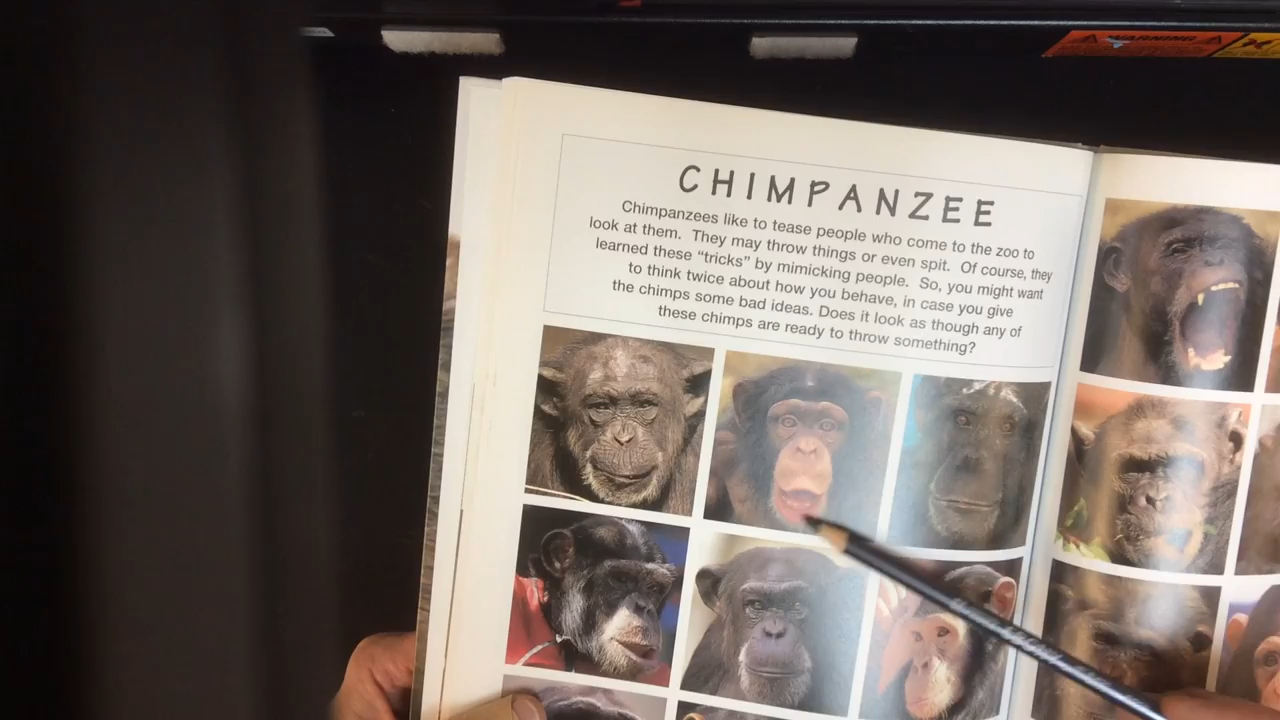 WARNING
CHIMPANZEE
Chimpanzees like to tease people who come to the zoo to
look at them. They may throw things or even spit. Of course, they
learned these “tricks” by mimicking people. So, you might want
to think twice about how you behave, in case you give
the chimps some bad ideas. Does it look as though any of
these chimps are ready to throw something?